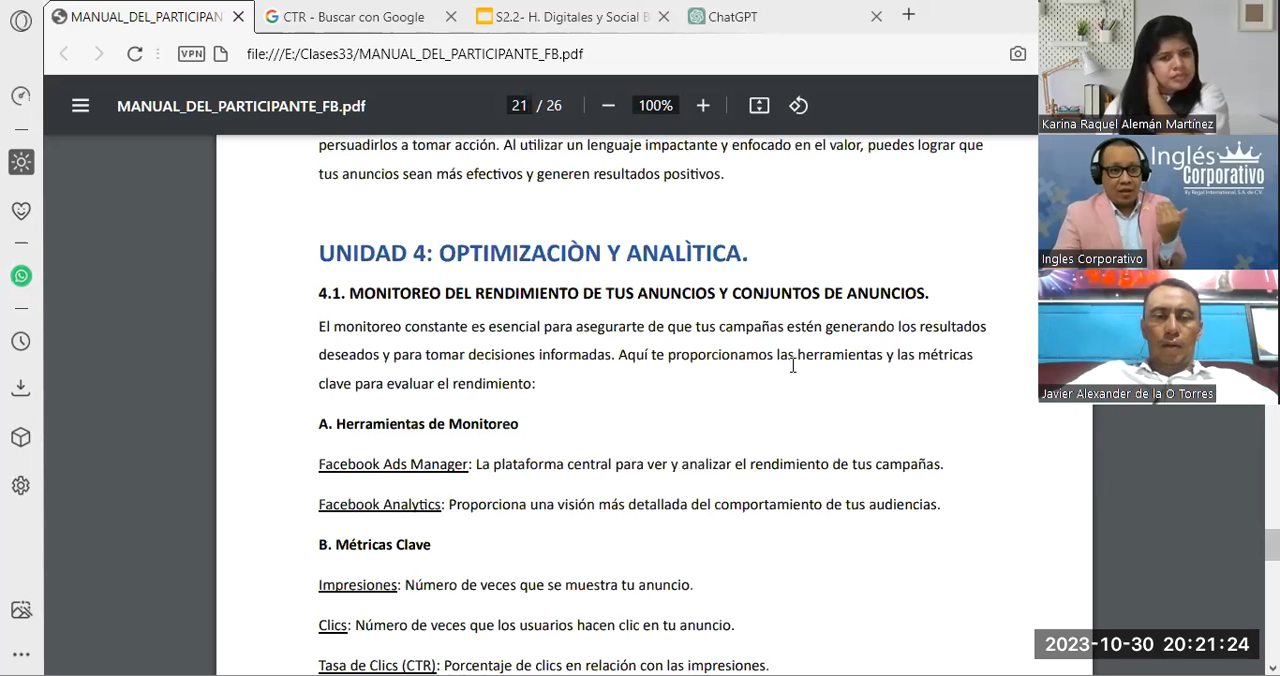 MANUAL_DEL_PARTICIPAN
CTR - Buscar con Google
S2.2- H. Digitales y Social B
ChatGPT
VPN
file:///E:/Clases33/MANUAL_DEL_PARTICIPANTE_FB.pdf
MANUAL_DEL_PARTICIPANTE_FB.pdf
21 / 26
100%
persuadirlos a tomar acción. Al utilizar un lenguaje impactante y enfocado en el valor, puedes lograr que
tus anuncios sean más efectivos y generen resultados positivos.
UNIDAD 4: OPTIMIZACIÒN Y ANALÌTICA.
4.1. MONITOREO DEL RENDIMIENTO DE TUS ANUNCIOS Y CONJUNTOS DE ANUNCIOS.
El monitoreo constante es esencial para asegurarte de que tus campañas estén generando los resultados
deseados y para tomar decisiones informadas. Aquí te proporcionamos las herramientas y las métricas
clave para evaluar el rendimiento:
A. Herramientas de Monitoreo
Facebook Ads Manager: La plataforma central para ver y analizar el rendimiento de tus campañas.
Facebook Analytics: Proporciona una visión más detallada del comportamiento de tus audiencias.
B. Métricas Clave
Impresiones: Número de veces que se muestra tu anuncio.
Clics: Número de veces que los usuarios hacen clic en tu anuncio.
Tasa de Clics (CTR): Porcentaje de clics en relación con las impresiones.
Karina Raquel Alemán Martínez
Inglés
Corporativo
By Regal International, S.A. de C.V.
Ingles Corporativo
Javier Alexander de la O Torres
2023-10-30 20:21:24